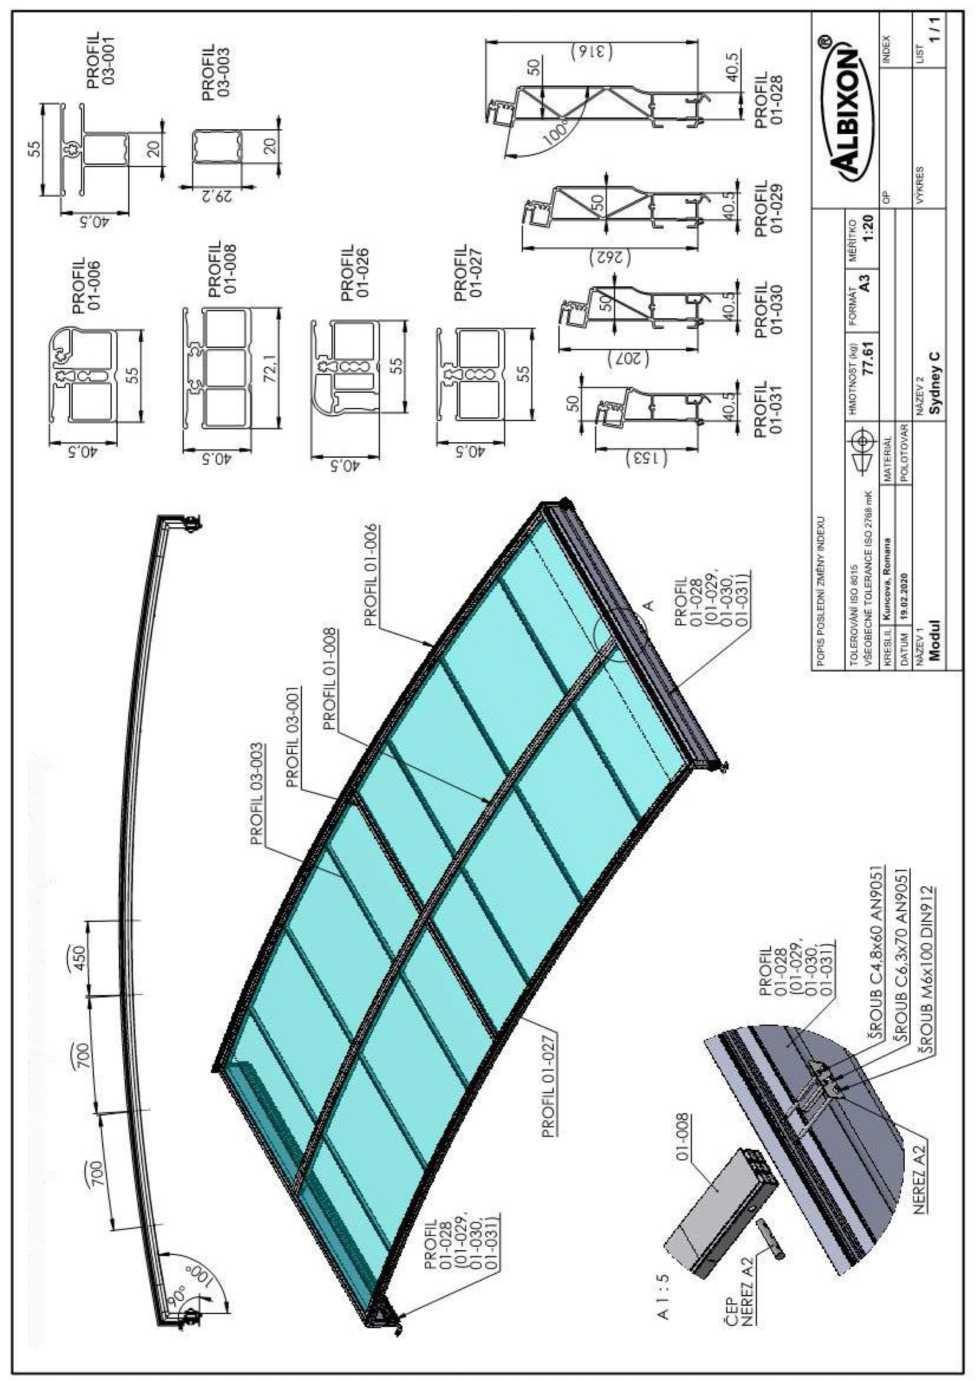 PROFIL
03-001
55
40,5
20
PROFIL
03-003
29,2
20
PROFIL
01-006
55
40,5
PROFIL
01-008
72,1
40,5
PROFIL
01-026
55
40,5
PROFIL
01-027
55
40,5
(316)
50
100°
40,5
PROFIL
01-028
50
(262)
40,5
PROFIL
01-029
50
(207)
40,5
PROFIL
01-030
50
(153)
40,5
PROFIL
01-031
(700)
(700)
(450)
90°
100°
PROFIL 03-003
PROFIL 03-001
PROFIL 01-008
PROFIL 01-006
PROFIL
01-028
(01-029,
01-030,
01-031)
A
PROFIL 01-027
PROFIL
01-028
(01-029,
01-030,
01-031)
A 1 : 5
01-008
ČEP
NEREZ A2
NEREZ A2
PROFIL
01-028
(01-029,
01-030,
01-031)
ŠROUB C4,8x60 AN9051
ŠROUB C6,3x70 AN9051
ŠROUB M6x100 DIN912
POPIS POSLEDNÍ ZMĚNY INDEXU
ALBIXON®
TOLEROVÁNÍ ISO 8015
VŠEOBECNÉ TOLERANCE ISO 2768 mK
HMOTNOST (kg)
77.61
FORMÁT
A3
MĚŘÍTKO
1:20
KRESLIL Kuncova, Romana
MATERIÁL
OP
INDEX
DATUM 19.02.2020
POLOTOVAR
NÁZEV 1
Modul
NÁZEV 2
Sydney C
VÝKRES
LIST
1 / 1